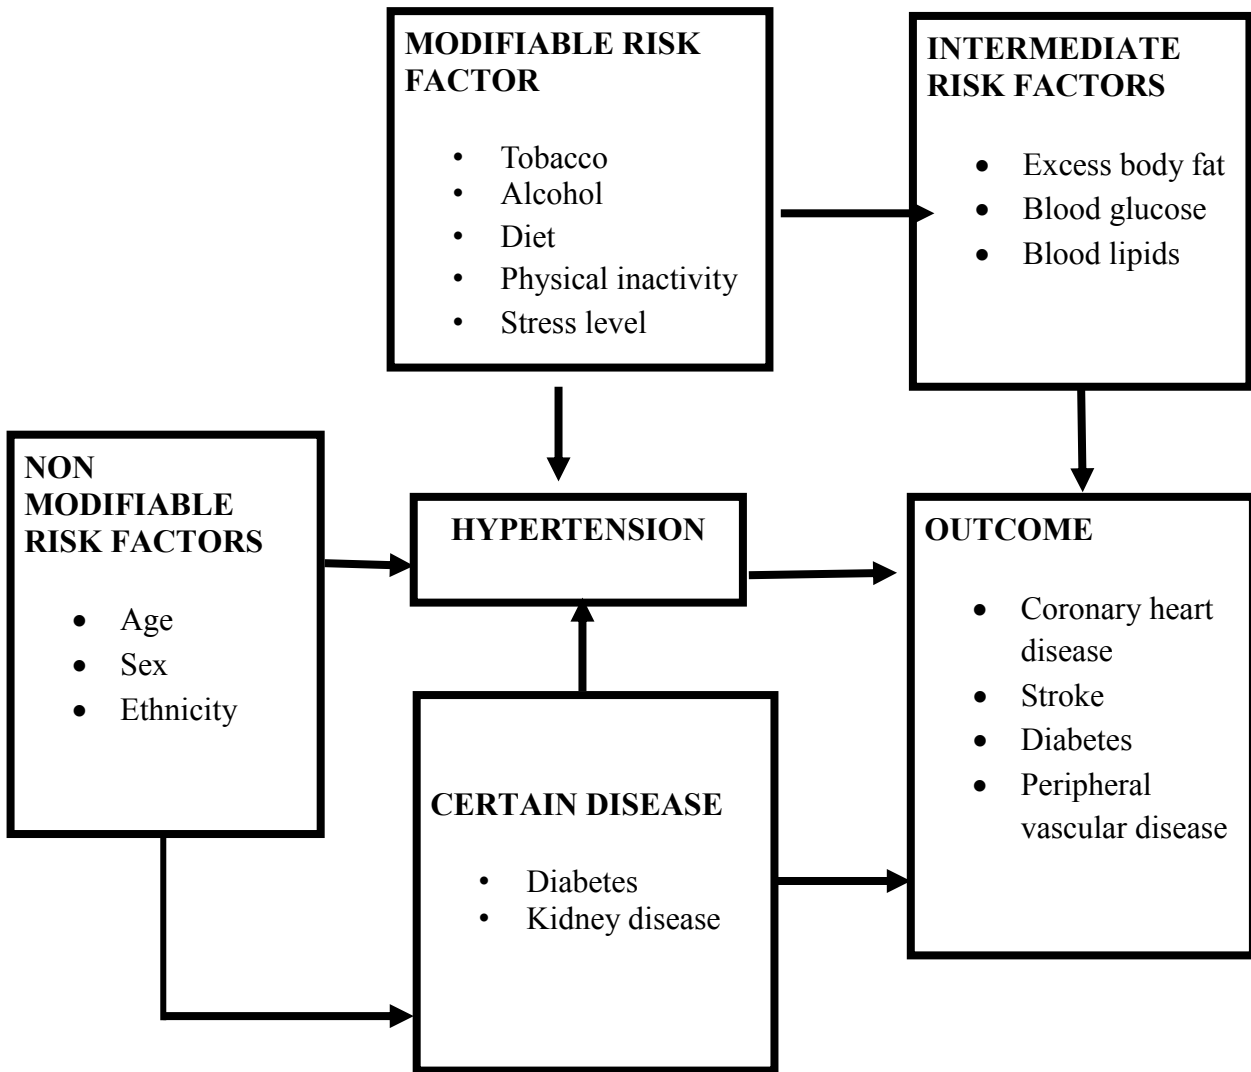 MODIFIABLE RISK
FACTOR
• Tobacco
• Alcohol
• Diet
• Physical inactivity
• Stress level
INTERMEDIATE
RISK FACTORS
• Excess body fat
• Blood glucose
• Blood lipids
NON
MODIFIABLE
RISK FACTORS
• Age
• Sex
• Ethnicity
HYPERTENSION
OUTCOME
• Coronary heart
disease
• Stroke
• Diabetes
• Peripheral
vascular disease
CERTAIN DISEASE
• Diabetes
• Kidney disease